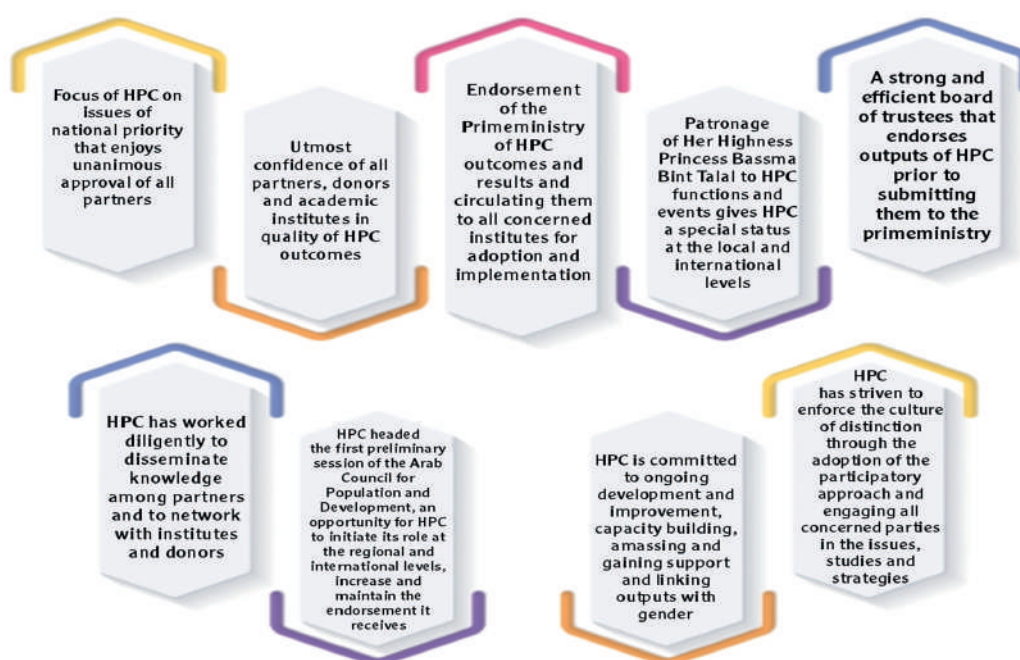 Focus of HPC on
issues of
national priority
that enjoys
unanimous
approval of all
partners
Utmost
confidence of all
partners, donors
and academic
institutes in
quality of HPC
outcomes
Endorsement
of the
Primeministry
of HPC
outcomes and
results and
circulating them
to all concerned
institutes for
adoption and
implementation
Patronage
of Her Highness
Princess Bassma
Bint Talal to HPC
functions and
events gives HPC
a special status
at the local and
international
levels
A strong and
efficient board
of trustees that
endorses
outputs of HPC
prior to
submitting
them to the
primeministry
HPC has worked
diligently to
disseminate
knowledge
among partners
and to network
with institutes
and donors
HPC headed
the first preliminary
session of the Arab
Council for
Population and
Development, an
opportunity for HPC
to initiate its role at
the regional and
international levels,
increase and
maintain the
endorsement it
receives
HPC is committed
to ongoing
development and
improvement,
capacity building,
amassing and
gaining support
and linking
outputs with
gender
HPC
has striven to
enforce the culture
of distinction
through the
adoption of the
participatory
approach and
engaging all
concerned parties
in the issues,
studies and
strategies